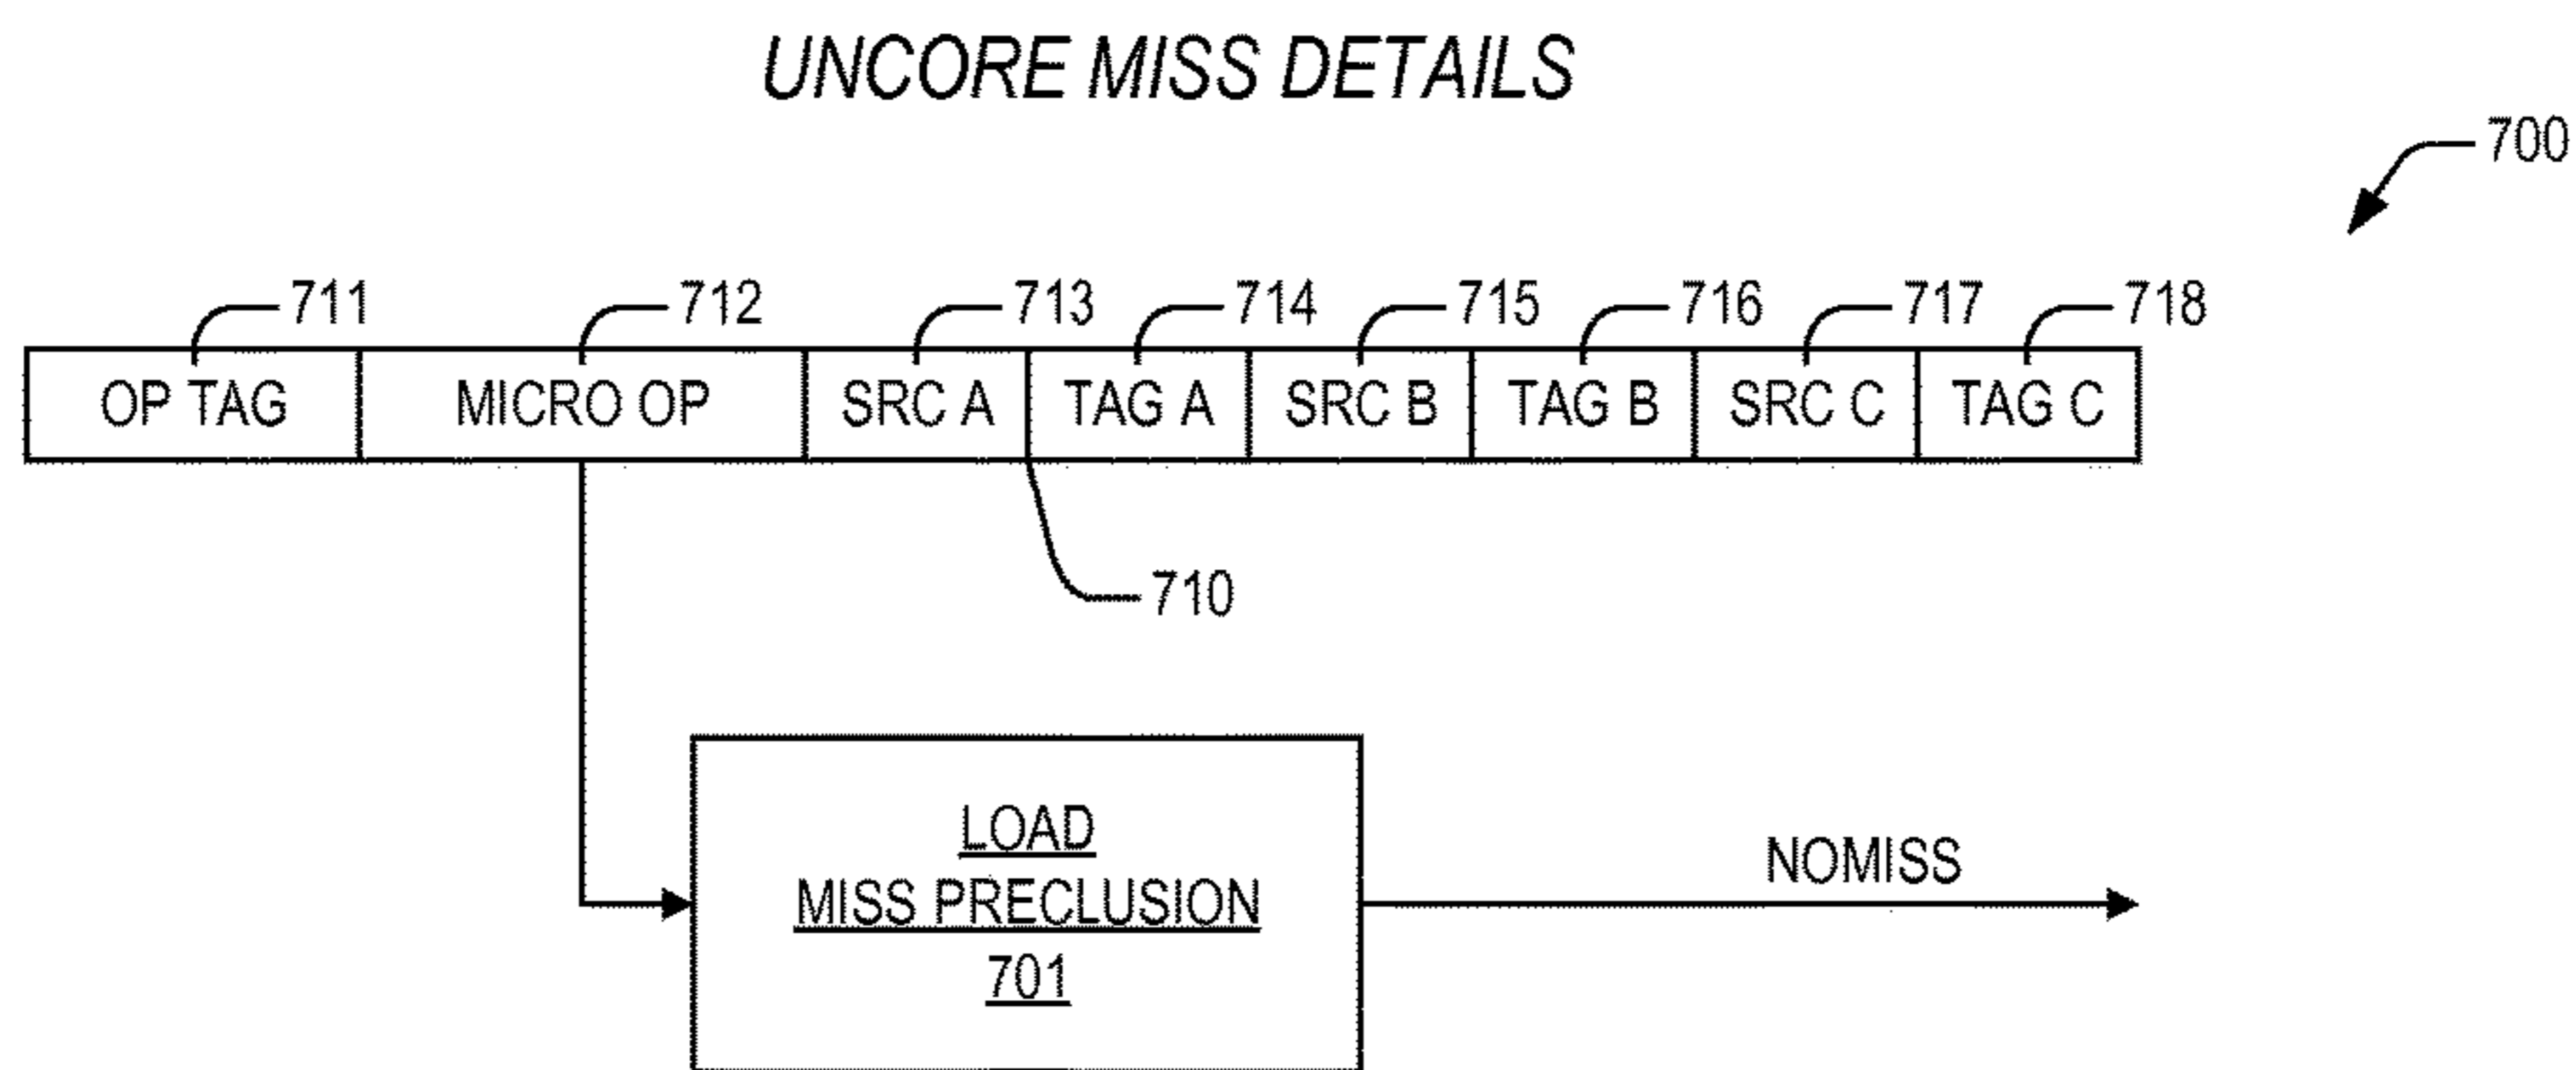 UNCORE MISS DETAILS
700
711 712 713 714 715 716 717 718
OP TAG MICRO OP SRC A TAG A SRC B TAG B SRC C TAG C
710
LOAD
MISS PRECLUSION
701
NOMISS